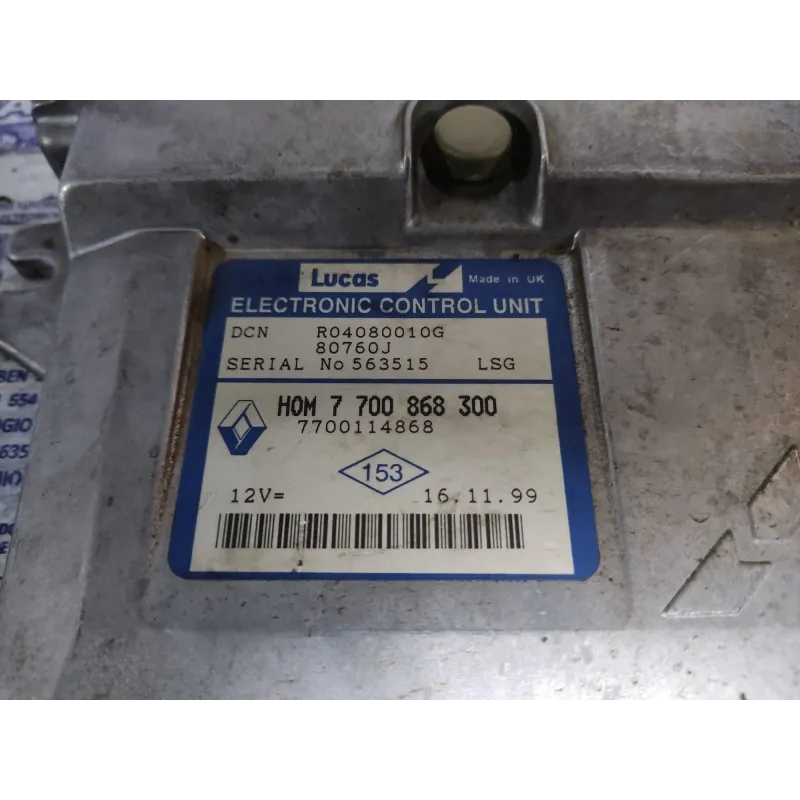 Lucas Made in UK
ELECTRONIC CONTROL UNIT
DCN R04080010G
80760J
SERIAL No 563515 LSG
HOM 7 700 868 300
7700114868
153
12V= 16.11.99